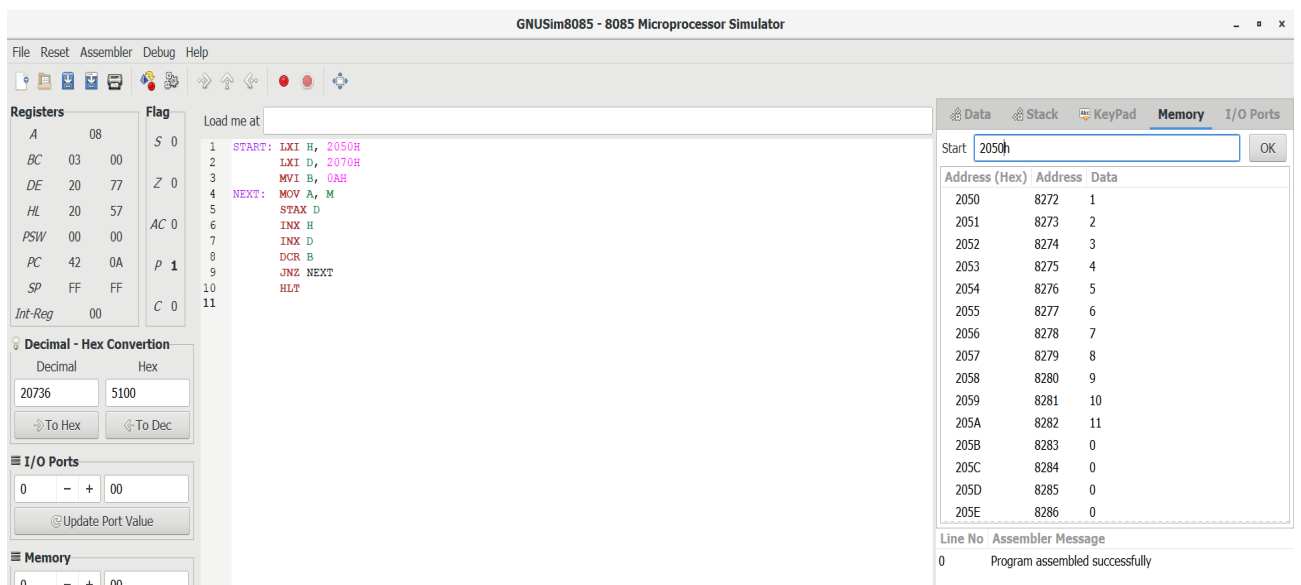 GNUSim8085 - 8085 Microprocessor Simulator
File Reset Assembler Debug Help
Registers
A 08
BC 03 00
DE 20 77
HL 20 57
PSW 00 00
PC 42 0A
SP FF FF
Int-Reg 00
Flag
S 0
Z 0
AC 0
P 1
C 0
Decimal - Hex Convertion
Decimal Hex
20736 5100
To Hex To Dec
I/O Ports
0 - + 00
Update Port Value
Memory
0 - + 00
Load me at
1 START: LXI H, 2050H
2 LXI D, 2070H
3 MVI B, 0AH
4 NEXT: MOV A, M
5 STAX D
6 INX H
7 INX D
8 DCR B
9 JNZ NEXT
10 HLT
11
Data Stack Abc KeyPad Memory I/O Ports
Start 2050h OK
Address (Hex) Address Data
2050 8272 1
2051 8273 2
2052 8274 3
2053 8275 4
2054 8276 5
2055 8277 6
2056 8278 7
2057 8279 8
2058 8280 9
2059 8281 10
205A 8282 11
205B 8283 0
205C 8284 0
205D 8285 0
205E 8286 0
Line No Assembler Message
0 Program assembled successfully